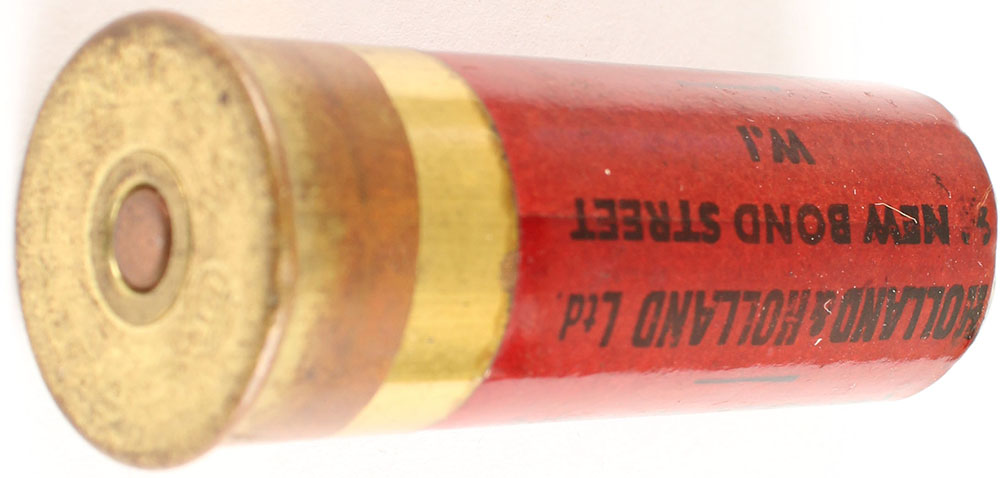 HOLLAND & HOLLAND Ltd.
NEW BOND STREET
W.1